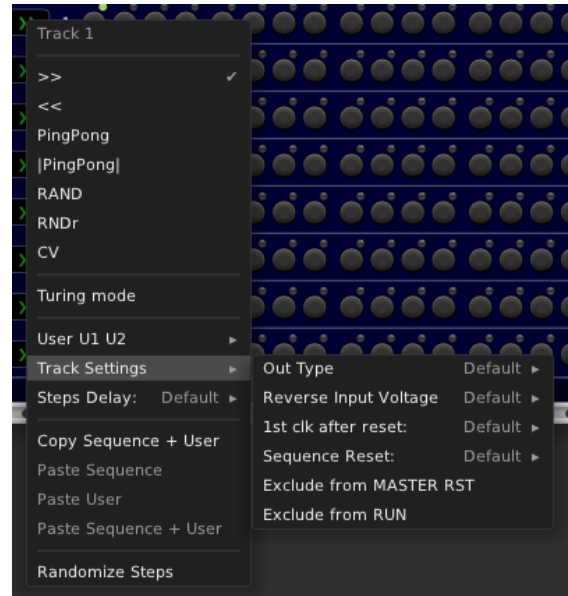 Track 1
>> ✔
<<
PingPong
|PingPong|
RAND
RNDr
CV
Turing mode
User U1 U2 ▸
Track Settings ▸
Steps Delay: Default ▸
Copy Sequence + User
Paste Sequence
Paste User
Paste Sequence + User
Randomize Steps
Out Type Default ▸
Reverse Input Voltage Default ▸
1st clk after reset: Default ▸
Sequence Reset: Default ▸
Exclude from MASTER RST
Exclude from RUN